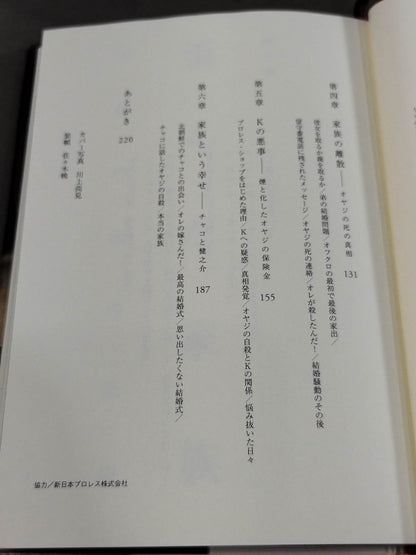 第四章　家族の離散――オヤジの死の真相　131
彼女を取るか親を取るか/弟の結婚問題/オフクロの最初で最後の家出/
留守番電話に残されたメッセージ/オヤジの死の連絡/オレが殺したんだ!/結婚騒動のその後
第五章　Kの悪事――煙と化したオヤジの保険金　155
プロレス・ショップをはじめた理由/Kへの疑惑/真相発覚/オヤジの自殺とKの関係/悩み抜いた日々
第六章　家族という幸せ――チャコと健之介　187
北朝鮮でのチャコとの出会い/オレの嫁さんだ!/最高の結婚式/思い出したくない結婚式/
チャコに話したオヤジの自殺/本当の家族
あとがき　220
カバー写真　川上尚見
装幀　佐々木暁
協力/新日本プロレス株式会社